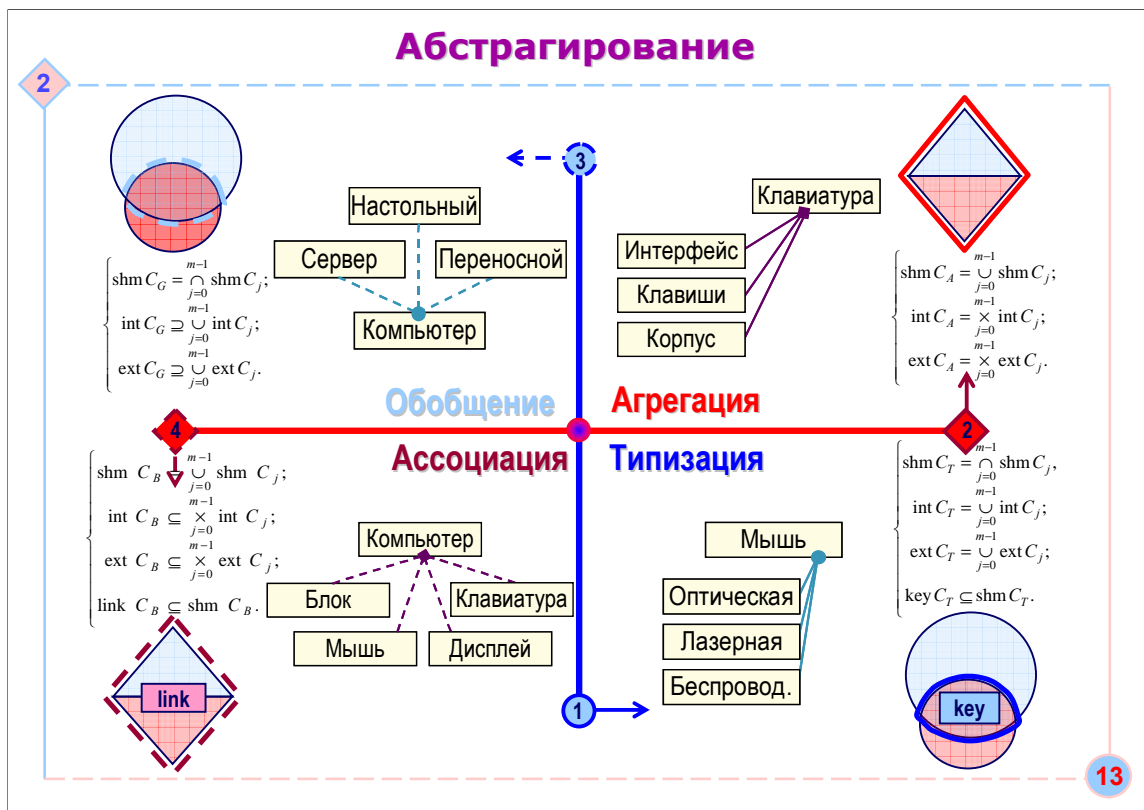 Абстрагирование
2
3
Настольный
Сервер
Переносной
Компьютер
shm C_G = ∩_{j=0}^{m-1} shm C_j;
int C_G ⊇ ∪_{j=0}^{m-1} int C_j;
ext C_G ⊇ ∪_{j=0}^{m-1} ext C_j.
Обобщение
Клавиатура
Интерфейс
Клавиши
Корпус
shm C_A = ∪_{j=0}^{m-1} shm C_j;
int C_A = ×_{j=0}^{m-1} int C_j;
ext C_A = ×_{j=0}^{m-1} ext C_j.
Агрегация
4
2
Ассоциация
shm C_B = ∪_{j=0}^{m-1} shm C_j;
int C_B ⊆ ×_{j=0}^{m-1} int C_j;
ext C_B ⊆ ×_{j=0}^{m-1} ext C_j;
link C_B ⊆ shm C_B.
Компьютер
Блок
Клавиатура
Мышь
Дисплей
link
Типизация
Мышь
Оптическая
Лазерная
Беспровод.
1
shm C_T = ∩_{j=0}^{m-1} shm C_j,
int C_T = ∪_{j=0}^{m-1} int C_j;
ext C_T = ∪_{j=0}^{m-1} ext C_j;
key C_T ⊆ shm C_T.
key
13